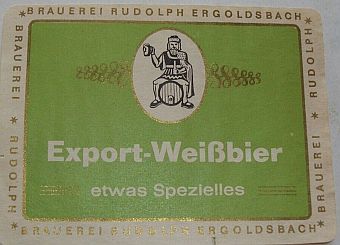 *BRAUEREI RUDOLPH ERGOLDSBACH*
BRAUEREI * RUDOLPH
RUDOLPH * BRAUEREI
Export-Weißbier
etwas Spezielles
*BRAUEREI RUDOLPH ERGOLDSBACH*